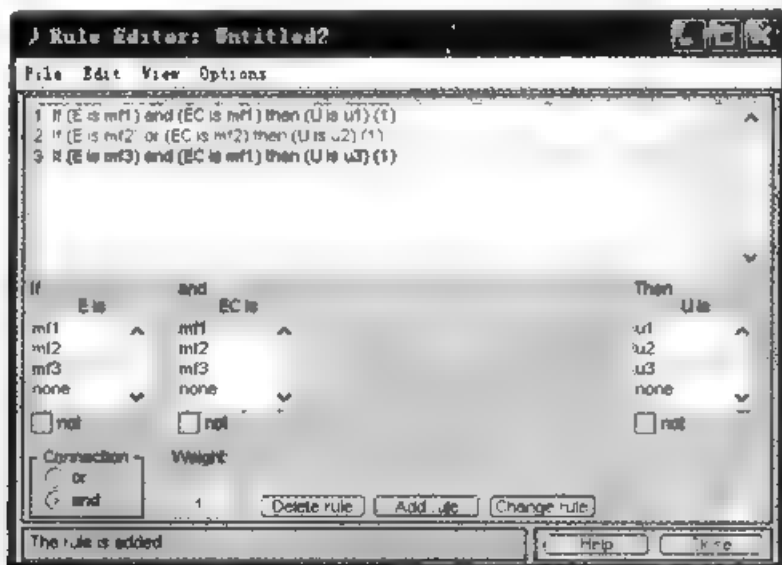 Rule Editor: Untitled2
File Edit View Options
1 If (E is mf1) and (EC is mf1) then (U is u1) (1)
2 If (E is mf2) or (EC is mf2) then (U is u2) (1)
3 If (E is mf3) and (EC is mf1) then (U is u3) (1)
If and Then
E is EC is U is
mf1 mf1 u1
mf2 mf2 u2
mf3 mf3 u3
none none none
not not not
Connection Weight:
or
and 1 Delete rule Add rule Change rule
The rule is added Help Close